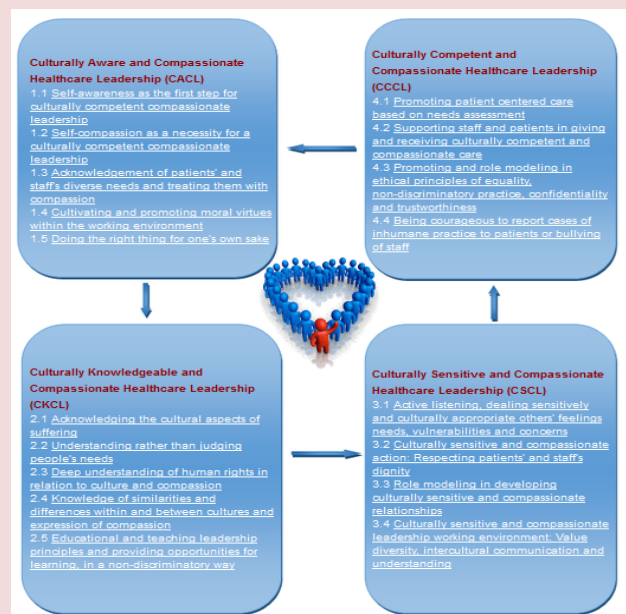 Culturally Aware and Compassionate
Healthcare Leadership (CACL)
1.1 Self-awareness as the first step for
culturally competent compassionate
leadership
1.2 Self-compassion as a necessity for a
culturally competent compassionate
leadership
1.3 Acknowledgement of patients' and
staff's diverse needs and treating them with
compassion
1.4 Cultivating and promoting moral virtues
within the working environment
1.5 Doing the right thing for one's own sake
Culturally Competent and
Compassionate Healthcare Leadership
(CCCL)
4.1 Promoting patient centered care
based on needs assessment
4.2 Supporting staff and patients in giving
and receiving culturally competent and
compassionate care
4.3 Promoting and role modeling in
ethical principles of equality,
non-discriminatory practice, confidentiality
and trustworthiness
4.4 Being courageous to report cases of
inhumane practice to patients or bullying
of staff
Culturally Knowledgeable and
Compassionate Healthcare Leadership
(CKCL)
2.1 Acknowledging the cultural aspects of
suffering
2.2 Understanding rather than judging
people's needs
2.3 Deep understanding of human rights in
relation to culture and compassion
2.4 Knowledge of similarities and
differences within and between cultures and
expression of compassion
2.5 Educational and teaching leadership
principles and providing opportunities for
learning, in a non-discriminatory way
Culturally Sensitive and Compassionate
Healthcare Leadership (CSCL)
3.1 Active listening, dealing sensitively
and culturally appropriate others' feelings
needs, vulnerabilities and concerns
3.2 Culturally sensitive and compassionate
action: Respecting patients' and staff's
dignity
3.3 Role modeling in developing
culturally sensitive and compassionate
relationships
3.4 Culturally sensitive and compassionate
leadership working environment: Value
diversity, intercultural communication and
understanding